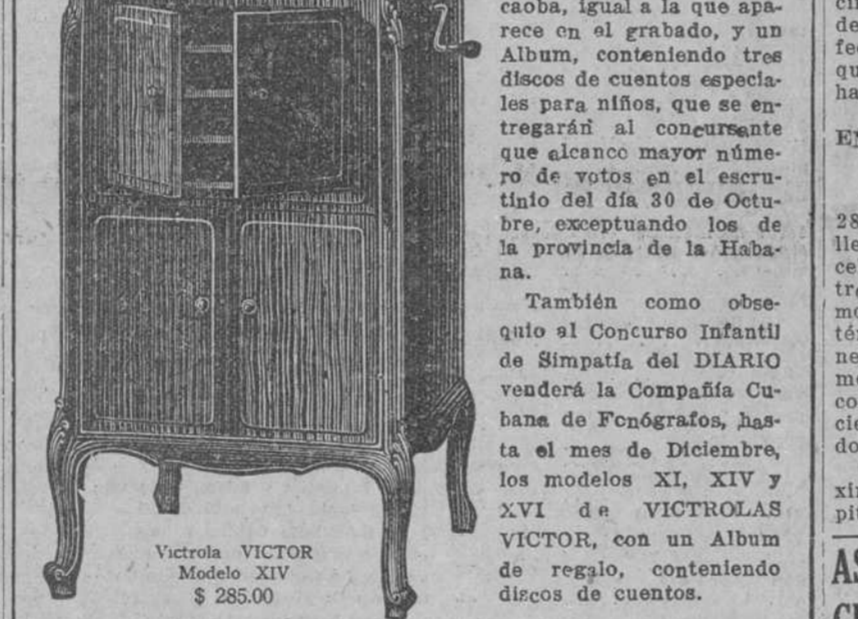 caoba, igual a la que apa-
rece en el grabado, y un
Album, conteniendo tres
discos de cuentos especia-
les para niños, que se en-
tregarán al concursante
que alcance mayor núme-
ro de votos en el escru-
tinio del día 30 de Octu-
bre, exceptuando los de
la provincia de la Haba-
na.
También como obse-
quio al Concurso Infantil
de Simpatía del DIARIO
venderá la Compañía Cu-
bana de Fonógrafos, has-
ta el mes de Diciembre,
los modelos XI, XIV y
XVI de VICTROLAS
VICTOR, con un Album
de regalo, conteniendo
discos de cuentos.
Victrola VICTOR
Modelo XIV
$ 285.00